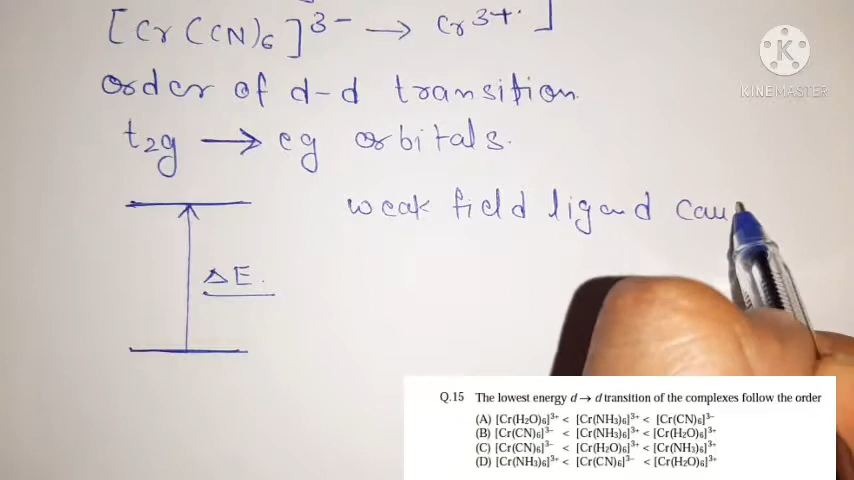 [Cr(CN)6]3- → Cr3+. ]
K
KINEMASTER
order of d-d transition
t2g → eg orbitals.
weak field ligand cau
ΔE.
Q.15 The lowest energy d → d transition of the complexes follow the order
(A) [Cr(H2O)6]3+ < [Cr(NH3)6]3+ < [Cr(CN)6]3-
(B) [Cr(CN)6]3- < [Cr(NH3)6]3+ < [Cr(H2O)6]3+
(C) [Cr(CN)6]3- < [Cr(H2O)6]3+ < [Cr(NH3)6]3+
(D) [Cr(NH3)6]3+ < [Cr(CN)6]3- < [Cr(H2O)6]3+